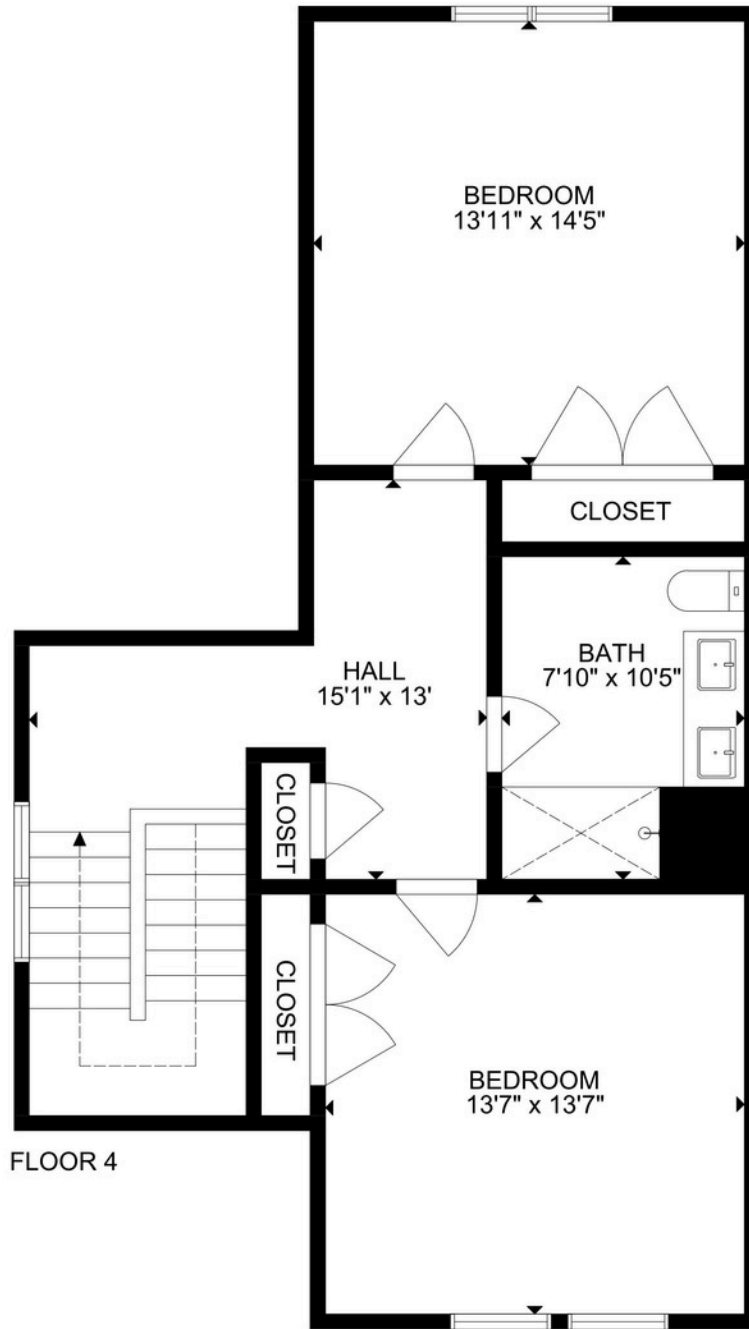 BEDROOM
13'11" x 14'5"
CLOSET
HALL
15'1" x 13'
BATH
7'10" x 10'5"
CLOSET
CLOSET
BEDROOM
13'7" x 13'7"
FLOOR 4